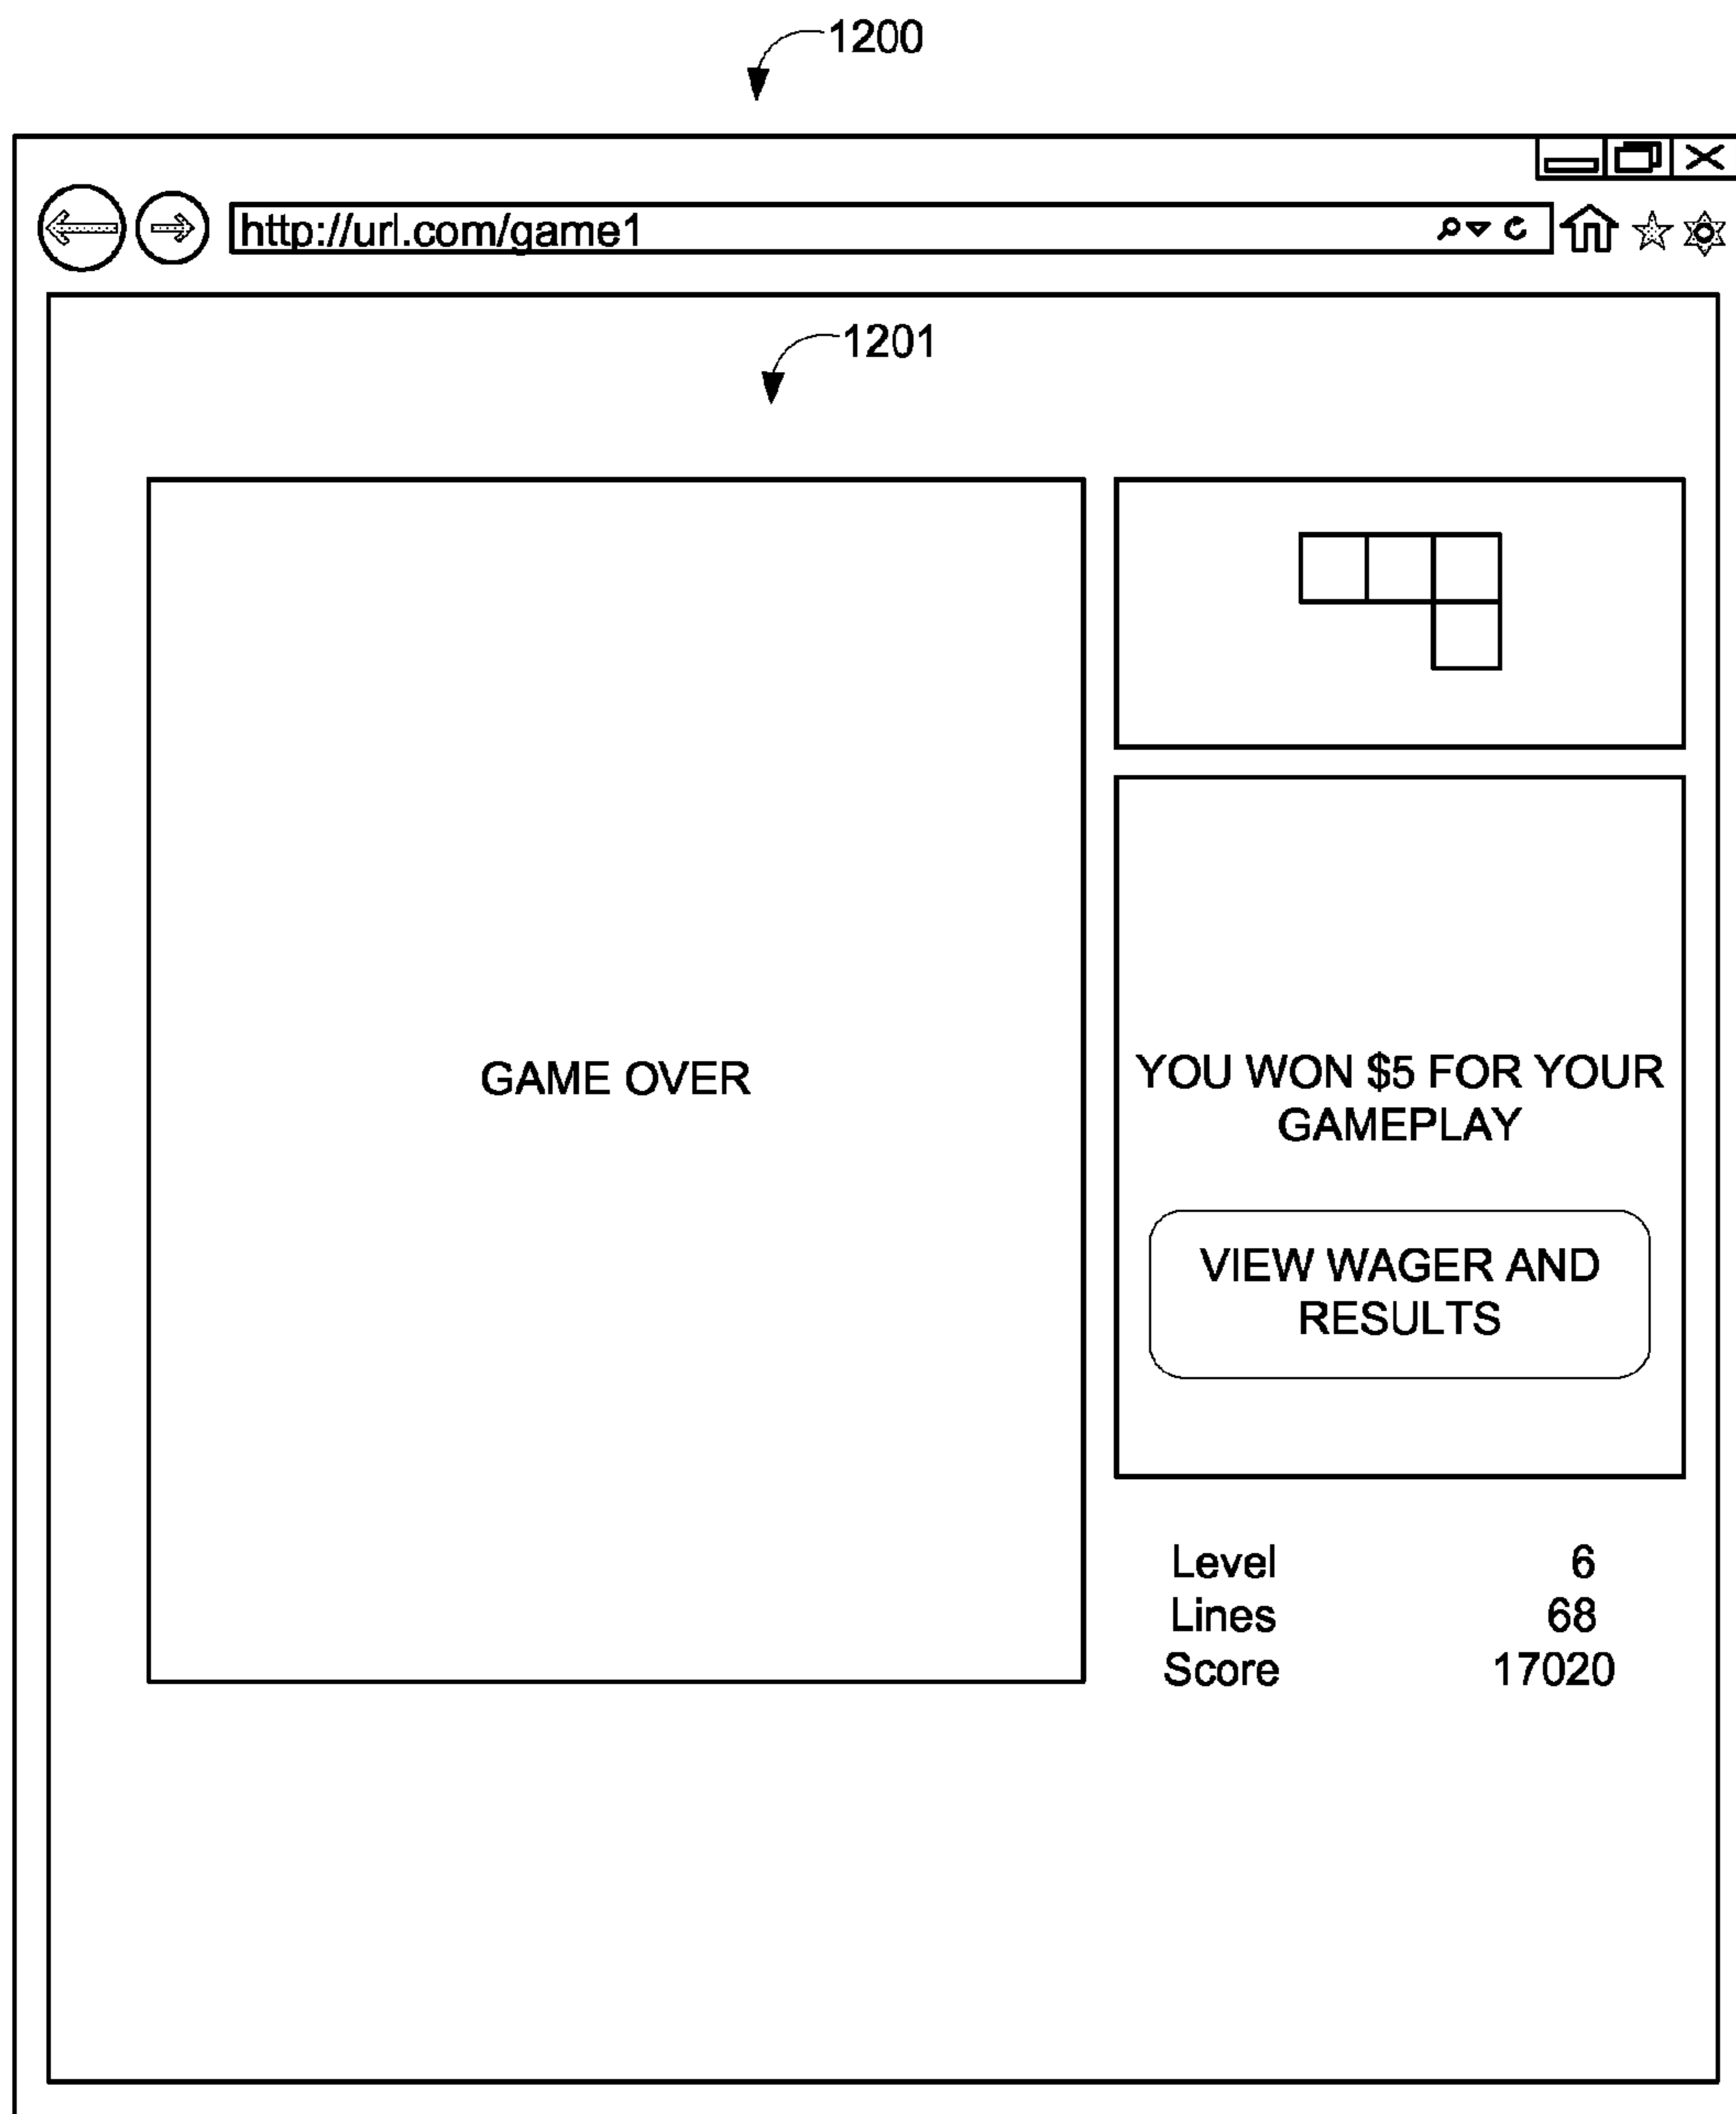 1200
http://url.com/game1
1201
GAME OVER
YOU WON $5 FOR YOUR
GAMEPLAY
VIEW WAGER AND
RESULTS
Level 6
Lines 68
Score 17020